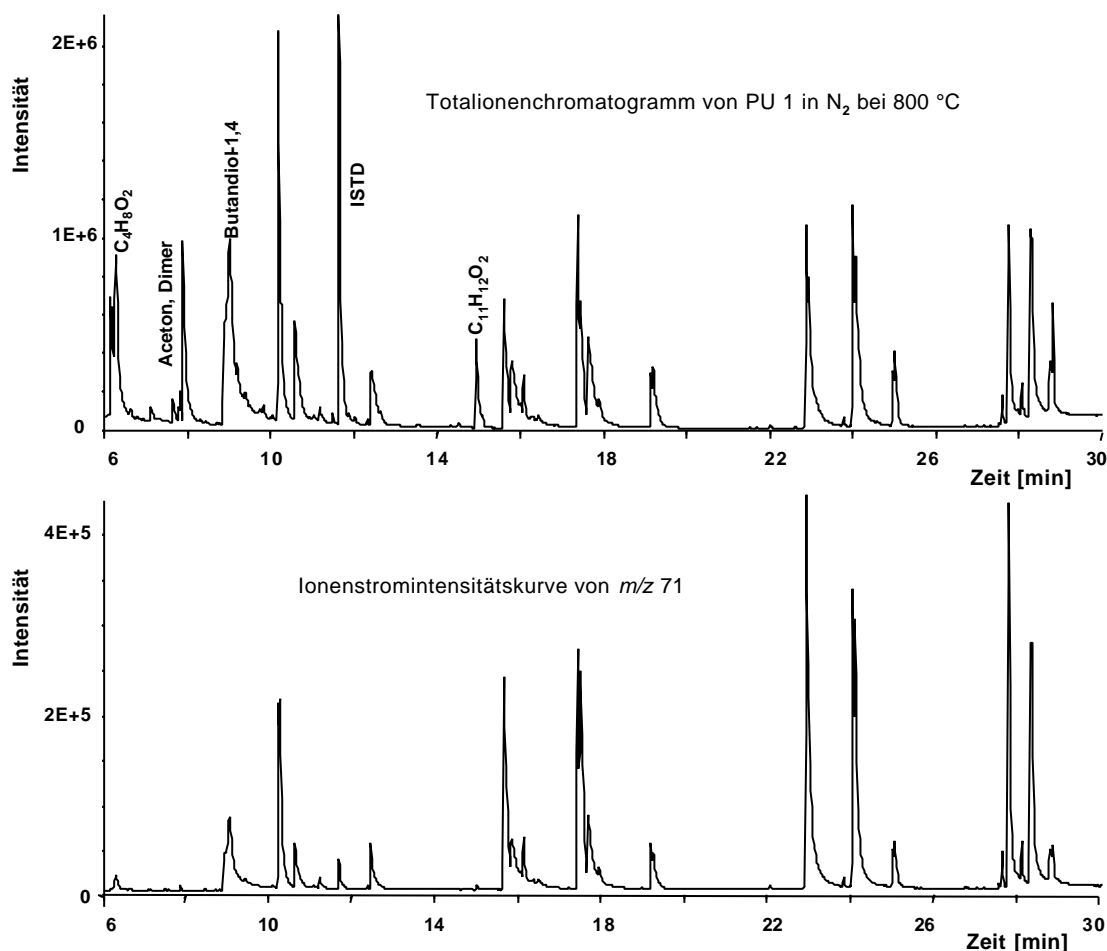 Intensität
2E+6
1E+6
0
Totalionenchromatogramm von PU 1 in N₂ bei 800 °C
C₄H₈O₂
Aceton, Dimer
Butandiol-1,4
ISTD
C₁₁H₁₂O₂
6 10 14 18 22 26 30
Zeit [min]
Intensität
4E+5
2E+5
0
Ionenstromintensitätskurve von m/z 71
6 10 14 18 22 26 30
Zeit [min]